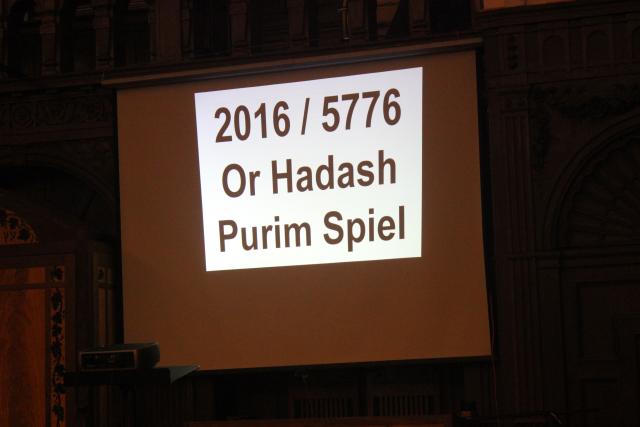 2016 / 5776
Or Hadash
Purim Spiel